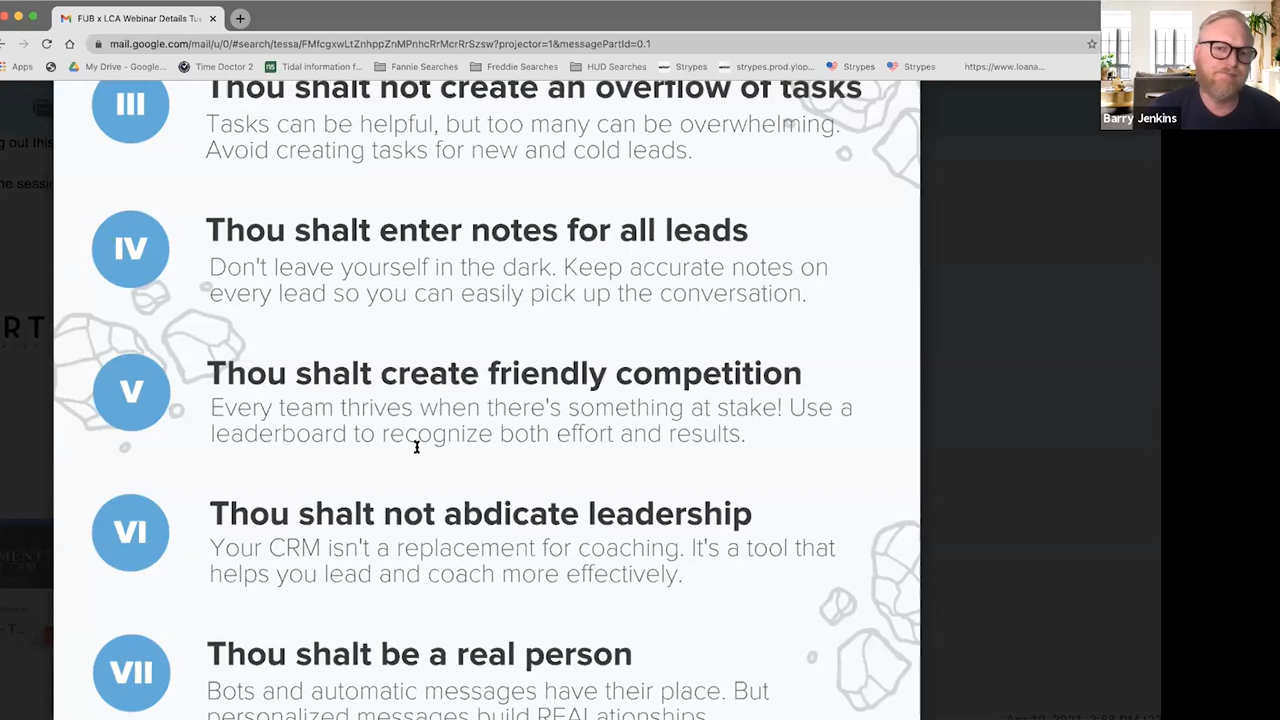 FUB x LCA Webinar Details Tu
mail.google.com/mail/u/0/#search/tessa/FMfcgxwLtZnhppZnMPnhcRrMcrRrSzsw?projector=1&messagePartId=0.1
Apps
My Drive - Google...
Time Doctor 2
Tidal information f...
Fannie Searches
Freddie Searches
HUD Searches
Strypes
strypes.prod.ylop...
Strypes
Strypes
https://www.loana...
Barry Jenkins
III
Thou shalt not create an overflow of tasks
Tasks can be helpful, but too many can be overwhelming.
Avoid creating tasks for new and cold leads.
IV
Thou shalt enter notes for all leads
Don't leave yourself in the dark. Keep accurate notes on
every lead so you can easily pick up the conversation.
V
Thou shalt create friendly competition
Every team thrives when there's something at stake! Use a
leaderboard to recognize both effort and results.
VI
Thou shalt not abdicate leadership
Your CRM isn't a replacement for coaching. It's a tool that
helps you lead and coach more effectively.
VII
Thou shalt be a real person
Bots and automatic messages have their place. But
personalized messages build REALationships.